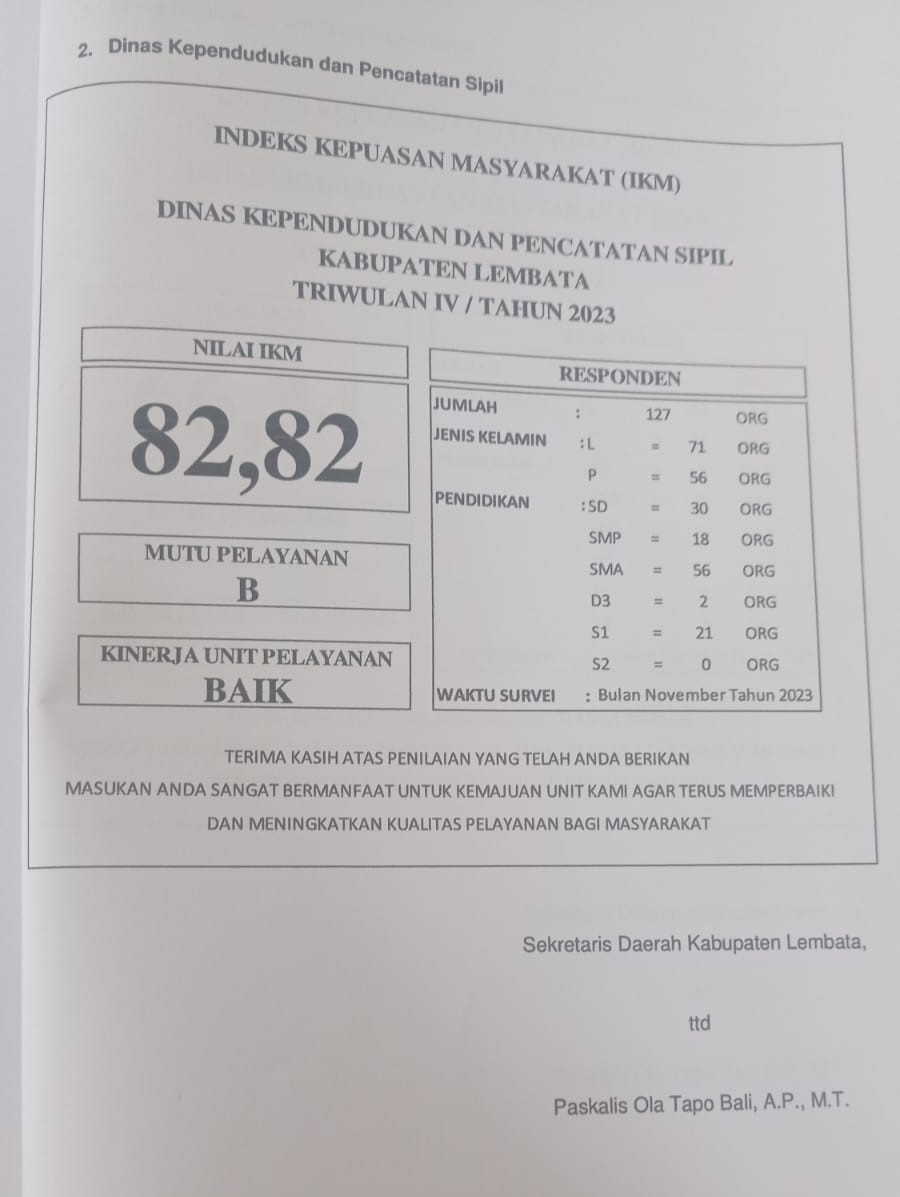 2. Dinas Kependudukan dan Pencatatan Sipil
INDEKS KEPUASAN MASYARAKAT (IKM)
DINAS KEPENDUDUKAN DAN PENCATATAN SIPIL
KABUPATEN LEMBATA
TRIWULAN IV / TAHUN 2023
NILAI IKM
82,82
MUTU PELAYANAN
B
KINERJA UNIT PELAYANAN
BAIK
RESPONDEN
JUMLAH : 127 ORG
JENIS KELAMIN : L = 71 ORG
P = 56 ORG
PENDIDIKAN : SD = 30 ORG
SMP = 18 ORG
SMA = 56 ORG
D3 = 2 ORG
S1 = 21 ORG
S2 = 0 ORG
WAKTU SURVEI : Bulan November Tahun 2023
TERIMA KASIH ATAS PENILAIAN YANG TELAH ANDA BERIKAN
MASUKAN ANDA SANGAT BERMANFAAT UNTUK KEMAJUAN UNIT KAMI AGAR TERUS MEMPERBAIKI
DAN MENINGKATKAN KUALITAS PELAYANAN BAGI MASYARAKAT
Sekretaris Daerah Kabupaten Lembata,
ttd
Paskalis Ola Tapo Bali, A.P., M.T.